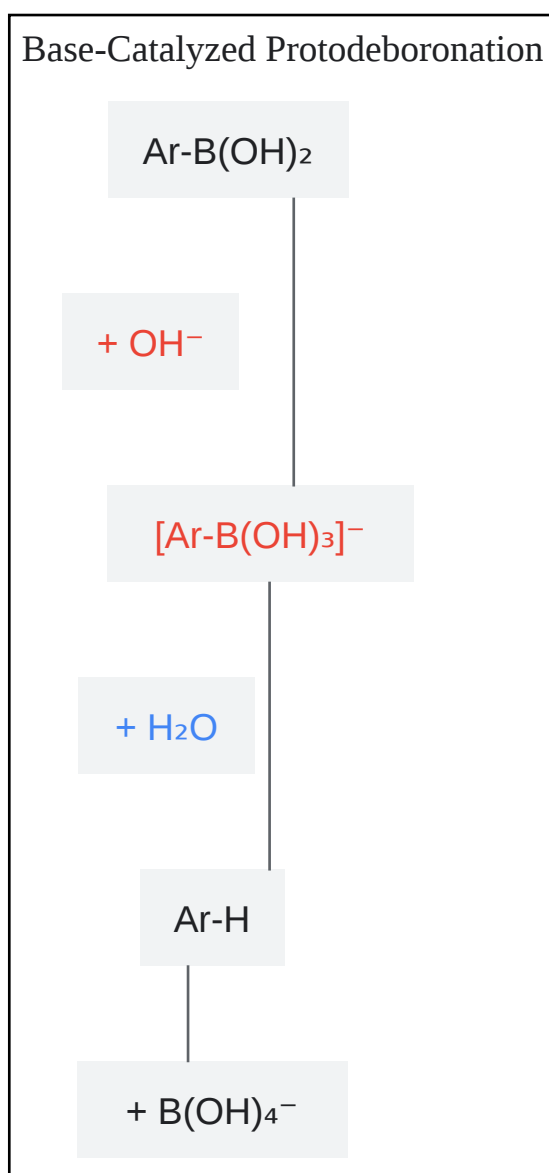 Base-Catalyzed Protodeboronation
Ar-B(OH)₂
+ OH⁻
[Ar-B(OH)₃]⁻
+ H₂O
Ar-H
+ B(OH)₄⁻